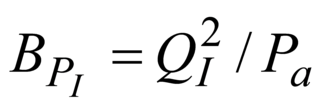 $B_{P_I} = Q_I^2 / P_a$